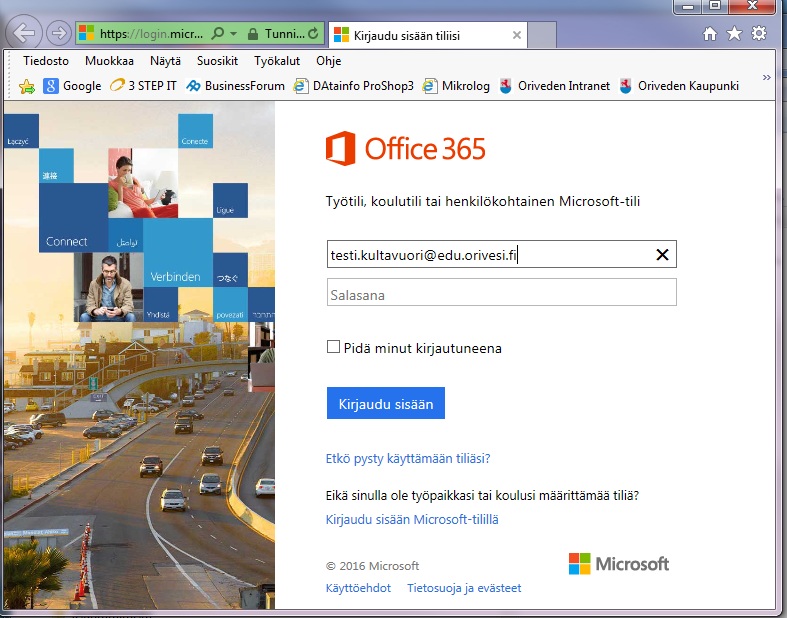 https://login.micr...
Tunni...
Kirjaudu sisään tiliisi
Tiedosto Muokkaa Näytä Suosikit Työkalut Ohje
Google 3 STEP IT BusinessForum DAtainfo ProShop3 Mikrolog Oriveden Intranet Oriveden Kaupunki
Łączyć
Conecte
連接
Connect
Ligue
تواصل
Verbinden
つなぐ
Yhdistä
povezati
Office 365
Työtili, koulutili tai henkilökohtainen Microsoft-tili
testi.kultavuori@edu.orivesi.fi
Salasana
Pidä minut kirjautuneena
Kirjaudu sisään
Etkö pysty käyttämään tiliäsi?
Eikä sinulla ole työpaikkasi tai koulusi määrittämää tiliä?
Kirjaudu sisään Microsoft-tilillä
© 2016 Microsoft
Microsoft
Käyttöehdot Tietosuoja ja evästeet